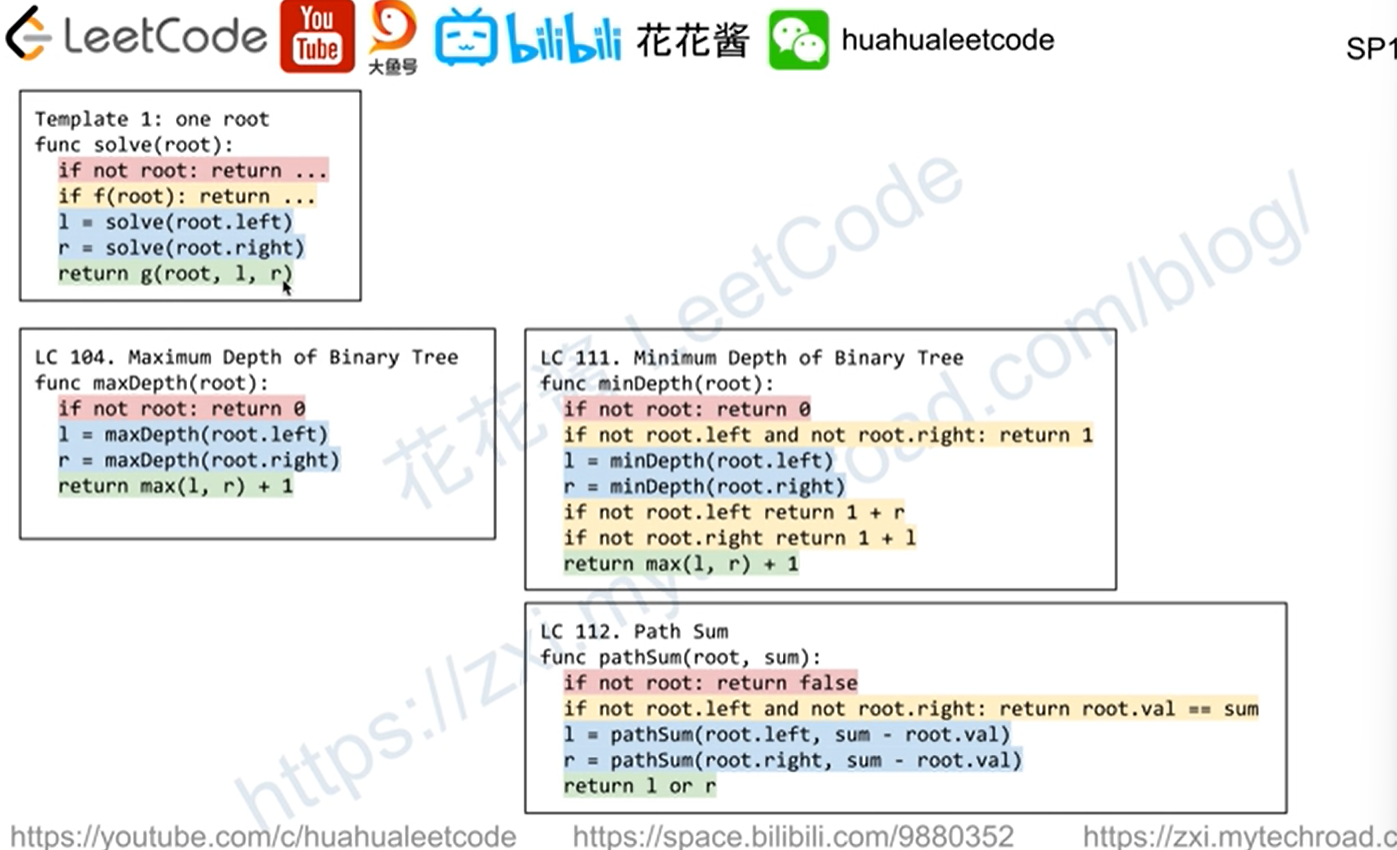 LeetCode You Tube 大鱼号 bilibili 花花酱 huahualeetcode SP1
Template 1: one root
func solve(root):
if not root: return ...
if f(root): return ...
l = solve(root.left)
r = solve(root.right)
return g(root, l, r)
LC 104. Maximum Depth of Binary Tree
func maxDepth(root):
if not root: return 0
l = maxDepth(root.left)
r = maxDepth(root.right)
return max(l, r) + 1
LC 111. Minimum Depth of Binary Tree
func minDepth(root):
if not root: return 0
if not root.left and not root.right: return 1
l = minDepth(root.left)
r = minDepth(root.right)
if not root.left return 1 + r
if not root.right return 1 + l
return max(l, r) + 1
LC 112. Path Sum
func pathSum(root, sum):
if not root: return false
if not root.left and not root.right: return root.val == sum
l = pathSum(root.left, sum - root.val)
r = pathSum(root.right, sum - root.val)
return l or r
花花酱 LeetCode
https://zxi.mytechroad.com/blog/
https://youtube.com/c/huahualeetcode https://space.bilibili.com/9880352 https://zxi.mytechroad.c